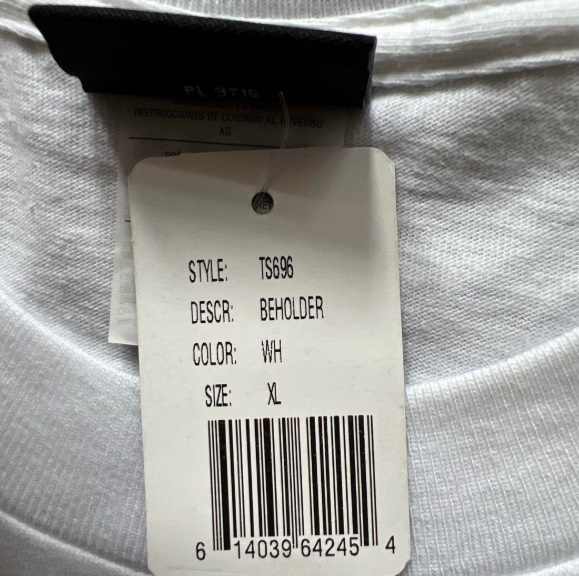 PL 9715
INSTRUCCIONES DE CUIDADO AL REVERSO
XG
STYLE: TS696
DESCR: BEHOLDER
COLOR: WH
SIZE: XL
6 14039 64245 4